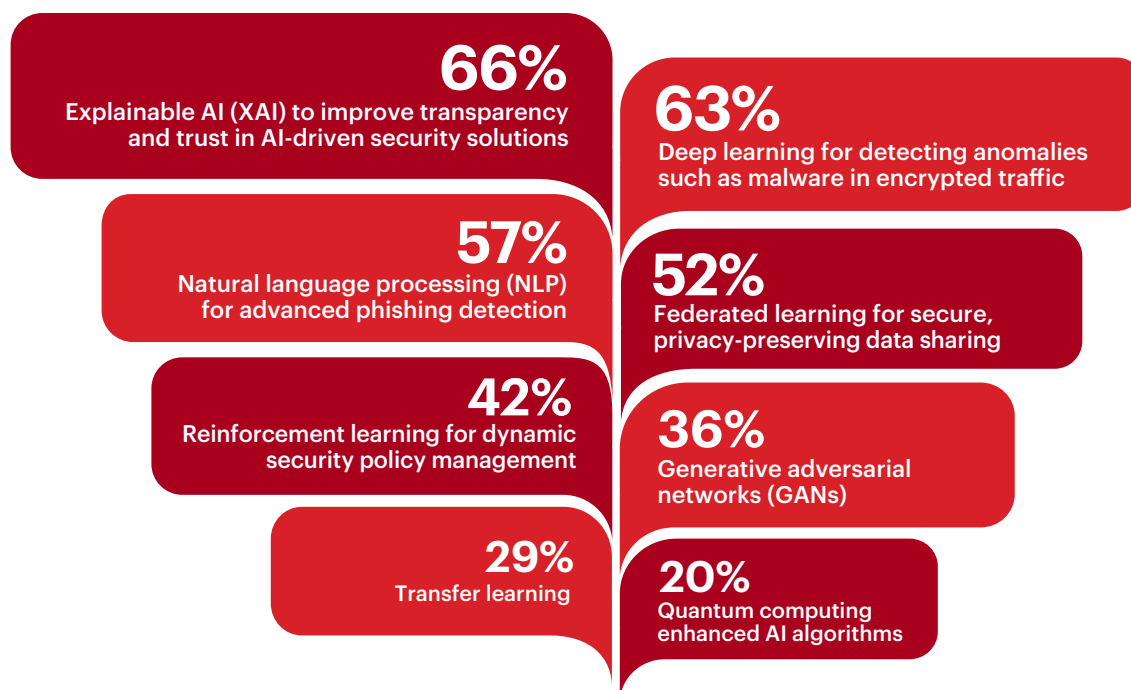 66%
Explainable AI (XAI) to improve transparency
and trust in AI-driven security solutions
63%
Deep learning for detecting anomalies
such as malware in encrypted traffic
57%
Natural language processing (NLP)
for advanced phishing detection
52%
Federated learning for secure,
privacy-preserving data sharing
42%
Reinforcement learning for dynamic
security policy management
36%
Generative adversarial
networks (GANs)
29%
Transfer learning
20%
Quantum computing
enhanced AI algorithms